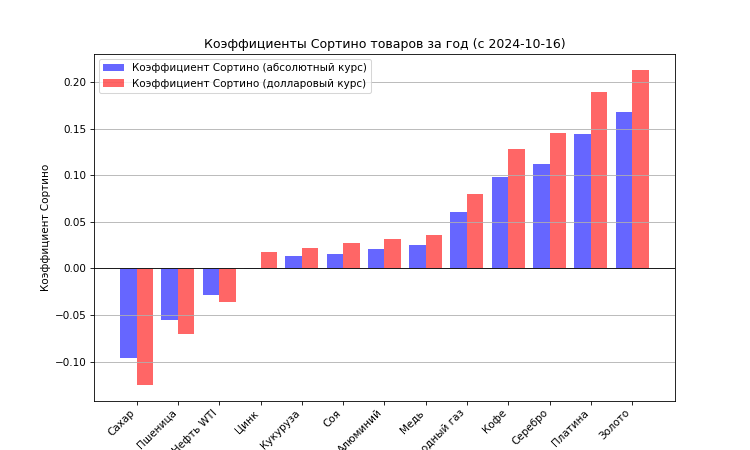 Коэффициенты Сортино товаров за год (с 2024-10-16)
Коэффициент Сортино (абсолютный курс)
Коэффициент Сортино (долларовый курс)
Коэффициент Сортино
0.20
0.15
0.10
0.05
0.00
−0.05
−0.10
Сахар
Пшеница
Нефть WTI
Цинк
Кукуруза
Соя
Алюминий
Медь
газ
Кофе
Серебро
Платина
Золото